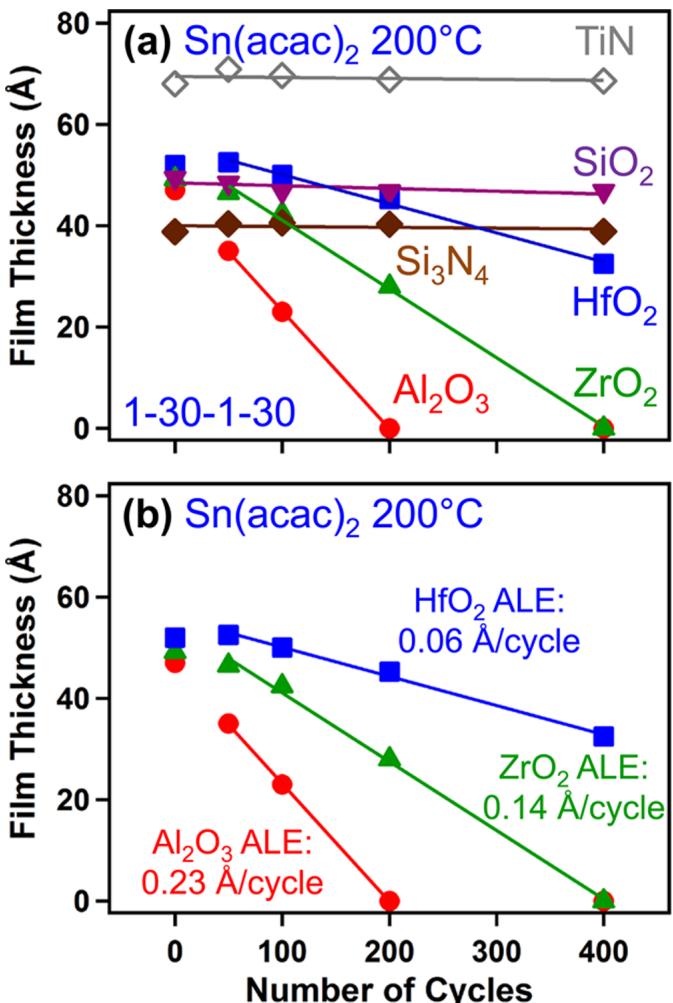 (a) Sn(acac)₂ 200°C
TiN
SiO₂
Si₃N₄
HfO₂
Al₂O₃
ZrO₂
1-30-1-30
Film Thickness (Å)
80
60
40
20
0
(b) Sn(acac)₂ 200°C
HfO₂ ALE:
0.06 Å/cycle
ZrO₂ ALE:
0.14 Å/cycle
Al₂O₃ ALE:
0.23 Å/cycle
Film Thickness (Å)
80
60
40
20
0
0 100 200 300 400
Number of Cycles